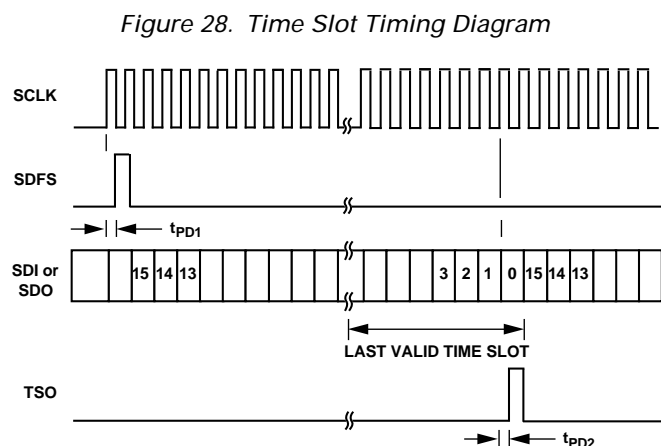 Figure 28. Time Slot Timing Diagram
SCLK
SDFS
tPD1
SDI or
SDO
15 14 13 3 2 1 0 15 14 13
LAST VALID TIME SLOT
TSO
tPD2